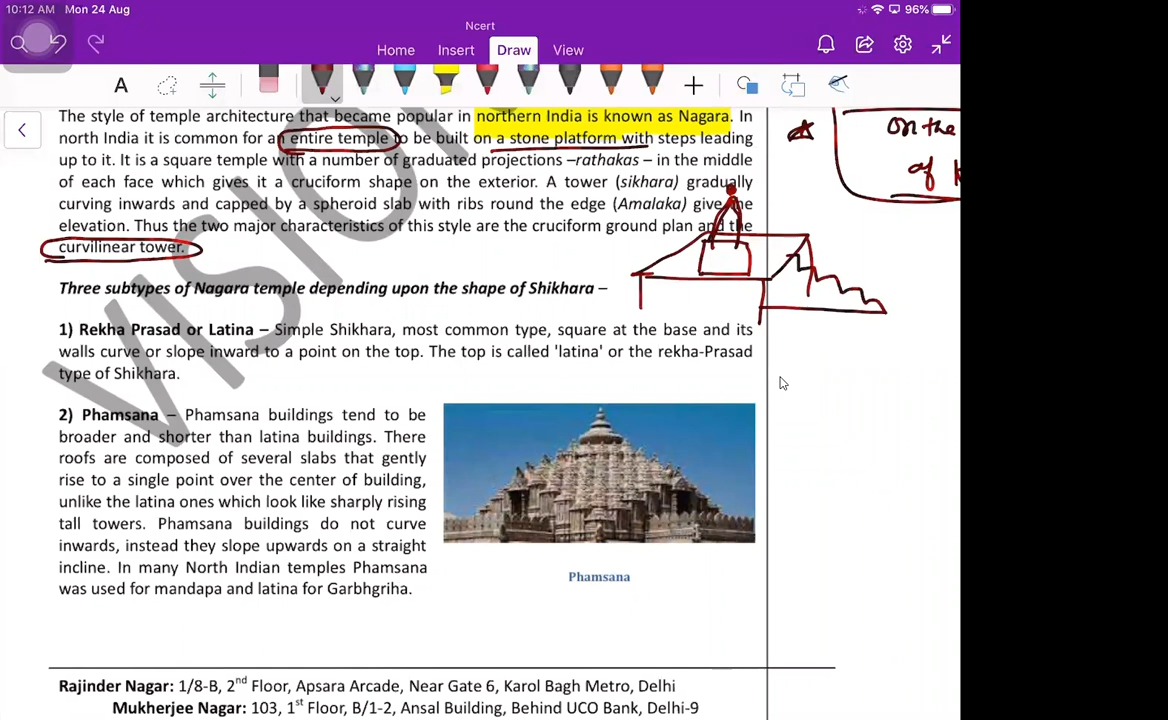 10:12 AM Mon 24 Aug
96%
Ncert
Home Insert Draw View
A
The style of temple architecture that became popular in northern India is known as Nagara. In
north India it is common for an entire temple to be built on a stone platform with steps leading
up to it. It is a square temple with a number of graduated projections –rathakas – in the middle
of each face which gives it a cruciform shape on the exterior. A tower (sikhara) gradually
curving inwards and capped by a spheroid slab with ribs round the edge (Amalaka) give the
elevation. Thus the two major characteristics of this style are the cruciform ground plan and the
curvilinear tower.
on the
of
Three subtypes of Nagara temple depending upon the shape of Shikhara –
1) Rekha Prasad or Latina – Simple Shikhara, most common type, square at the base and its
walls curve or slope inward to a point on the top. The top is called 'latina' or the rekha-Prasad
type of Shikhara.
2) Phamsana – Phamsana buildings tend to be
broader and shorter than latina buildings. There
roofs are composed of several slabs that gently
rise to a single point over the center of building,
unlike the latina ones which look like sharply rising
tall towers. Phamsana buildings do not curve
inwards, instead they slope upwards on a straight
incline. In many North Indian temples Phamsana
was used for mandapa and latina for Garbhgriha.
Phamsana
VISIO
Rajinder Nagar: 1/8-B, 2nd Floor, Apsara Arcade, Near Gate 6, Karol Bagh Metro, Delhi
Mukherjee Nagar: 103, 1st Floor, B/1-2, Ansal Building, Behind UCO Bank, Delhi-9